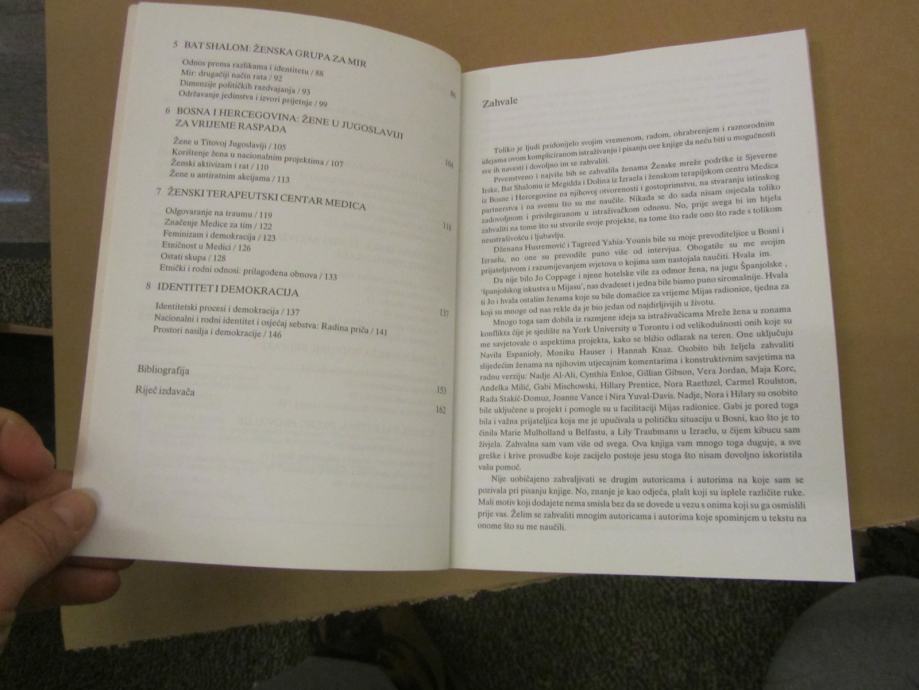 5 BAT SHALOM: ŽENSKA GRUPA ZA MIR
Odnos prema razlikama i identitetu / 88
Mir: drugačiji način rata / 92
Dimenzije političkih razdvajanja / 93
Održavanje jedinstva i izvori prijetnje / 99
6 BOSNA I HERCEGOVINA: ŽENE U JUGOSLAVIJI
ZA VRIJEME RASPADA
Žene u Titovoj Jugoslaviji / 105
Korištenje žena u nacionalnim projektima / 107
Ženski aktivizam i rat / 110
Žene u antiratnim akcijama / 113
7 ŽENSKI TERAPEUTSKI CENTAR MEDICA
Odgovaranje na traumu / 119
Značenje Medice za tim / 122
Feminizam i demokracija / 123
Etničnost u Medici / 126
Ostati skupa / 128
Etnički i rodni odnosi: prilagođena obnova / 133
8 IDENTITET I DEMOKRACIJA
137
Identitetski procesi i demokracija / 137
Nacionalni i rodni identitet i osjećaj sebstva: Radina priča / 141
Prostori nasilja i demokracije / 146
Bibliografija
153
Riječ izdavača
162
Zahvale
Toliko je ljudi pridonijelo svojim vremenom, radom, ohrabrenjem i raznorodnim
idejama ovom kompliciranom istraživanju i pisanju ove knjige da neću biti u mogućnosti
sve ih navesti i dovoljno im se zahvaliti.
Prvenstveno i najviše bih se zahvalila ženama Ženske mreže podrške iz Sjeverne
Irske, Bat Shalomu iz Megidda i Dolina iz Izraela i ženskom terapijskom centru Medica
iz Bosne i Hercegovine na njihovoj otvorenosti i gostoprimstvu, na stvaranju istinskog
partnerstva i na svemu što su me naučile. Nikada se do sada nisam osjećala toliko
zadovoljnom i privilegiranom u istraživačkom odnosu. No, prije svega bi im htjela
zahvaliti na tome što su stvorile svoje projekte, na tome što rade ono što rade s tolikom
neustrašivošću i ljubavlju.
Dženana Husremović i Tagreed Yahia-Younis bile su moje prevoditeljice u Bosni i
Izraelu, no one su prevodile puno više od intervjua. Obogatile su me svojim
prijateljstvom i razumijevanjem svjetova o kojima sam nastojala naučiti. Hvala im.
Da nije bilo Jo Coppage i njene hotelske vile za odmor žena, na jugu Španjolske ,
'španjolskog iskustva u Mijasu', nas dvadeset i jedna bile bismo puno siromašnije. Hvala
ti Jo i hvala ostalim ženama koje su bile domaćice za vrijeme Mijas radionice, tjedna za
koji su mnoge od nas rekle da je bio jedan od najdirljivijih u životu.
Mnogo toga sam dobila iz razmjene ideja sa istraživačicama Mreže žena u zonama
konflikta čije je sjedište na York University u Torontu i od velikodušnosti onih koje su
me savjetovale o aspektima projekta, kako se bližio odlazak na teren. One uključuju
Navila Espanioly, Moniku Hauser i Hannah Knaz. Osobito bih željela zahvaliti
slijedećim ženama na njihovim utjecajnim komentarima i konstruktivnim savjetima na
radnu verziju: Nadje Al-Ali, Cynthia Enloe, Gillian Gibson, Vera Jordan, Maja Korc,
Anđelka Milić, Gabi Mischowski, Hillary Prentice, Nora Raethzel, Carmel Roulston,
Rada Stakić-Domuz, Joanne Vance i Nira Yuval-Davis. Nadje, Nora i Hilary su osobito
bile uključene u projekt i pomogle su u facilitaciji Mijas radionice. Gabi je pored toga
bila i važna prijateljica koja me je upućivala u političku situaciju u Bosni, kao što je to
činila Marie Mulholland u Belfastu, a Lily Traubmann u Izraelu, u čijem kibucu sam
živjela. Zahvalna sam vam više od svega. Ova knjiga vam mnogo toga duguje, a sve
greške i krive prosudbe koje zacijelo postoje jesu stoga što nisam dovoljno iskoristila
vašu pomoć.
Nije uobičajeno zahvaljivati se drugim autoricama i autorima na koje sam se
pozivala pri pisanju knjige. No, znanje je kao odjeća, plašt koji su isplele različite ruke.
Mali motiv koji dodajete nema smisla bez da se dovede u vezu s onima koji su ga osmislili
prije vas. Želim se zahvaliti mnogim autoricama i autorima koje spominjem u tekstu na
onome što su me naučili.